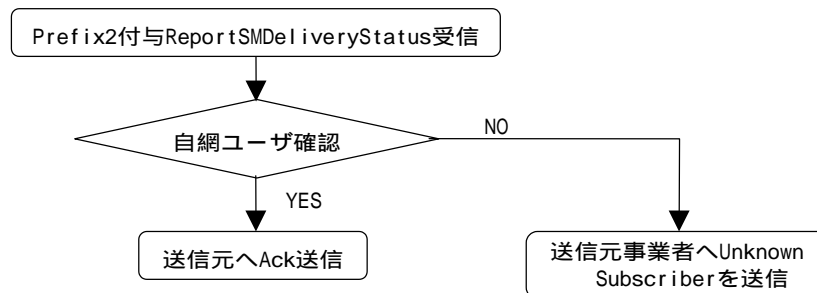 Prefix2付与ReportSMDeliveryStatus受信
自網ユーザ確認
NO
YES
送信元へAck送信
送信元事業者へUnknown
Subscriberを送信